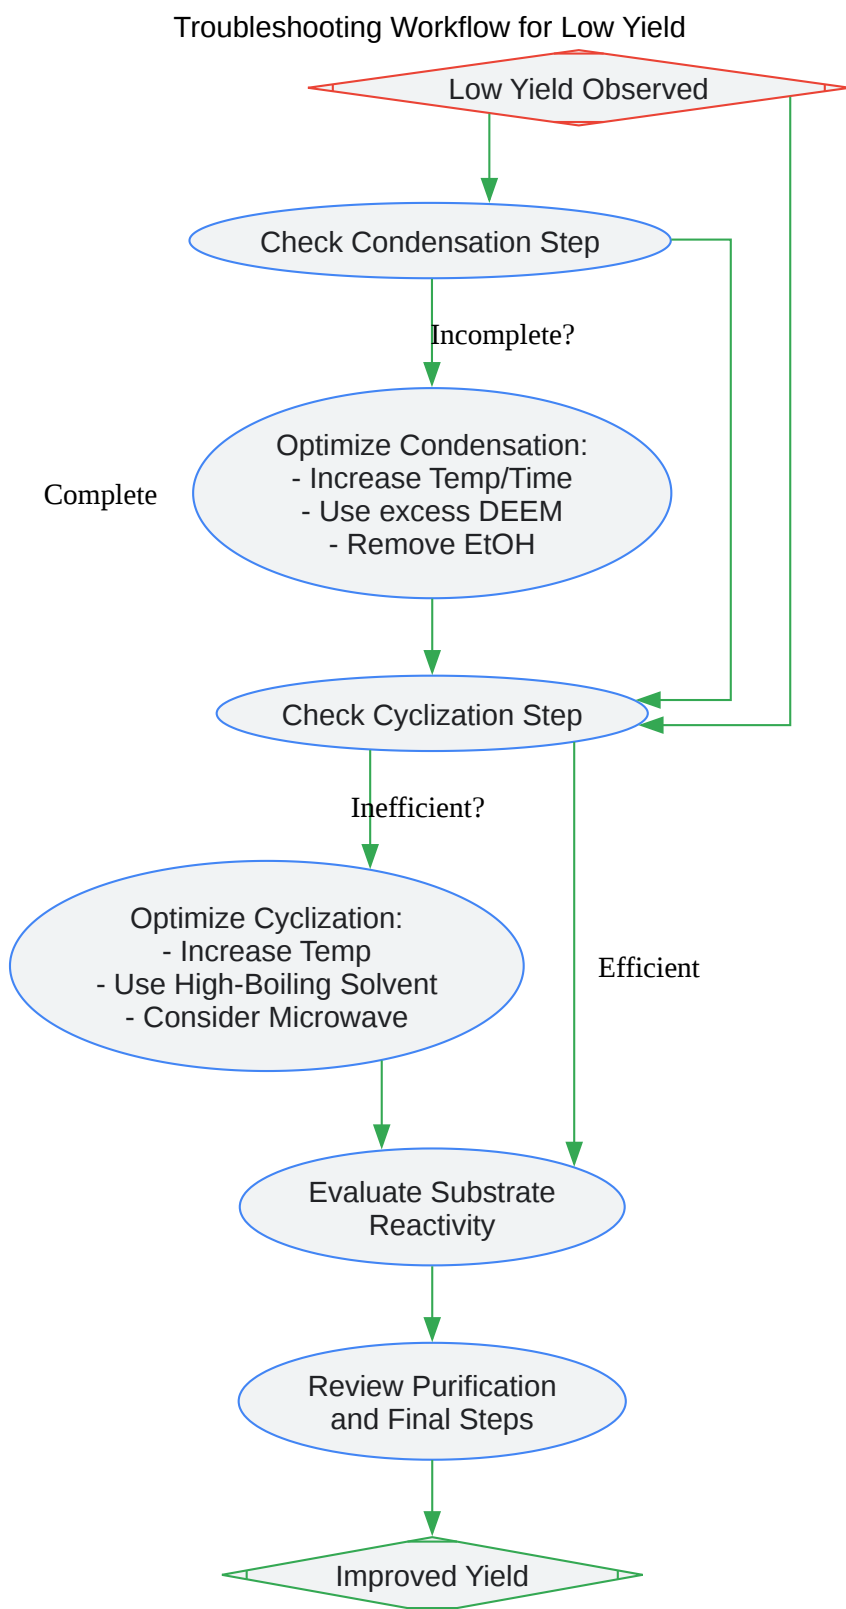 Troubleshooting Workflow for Low Yield
Low Yield Observed
Check Condensation Step
Incomplete?
Optimize Condensation:
- Increase Temp/Time
- Use excess DEEM
- Remove EtOH
Complete
Check Cyclization Step
Inefficient?
Optimize Cyclization:
- Increase Temp
- Use High-Boiling Solvent
- Consider Microwave
Efficient
Evaluate Substrate
Reactivity
Review Purification
and Final Steps
Improved Yield